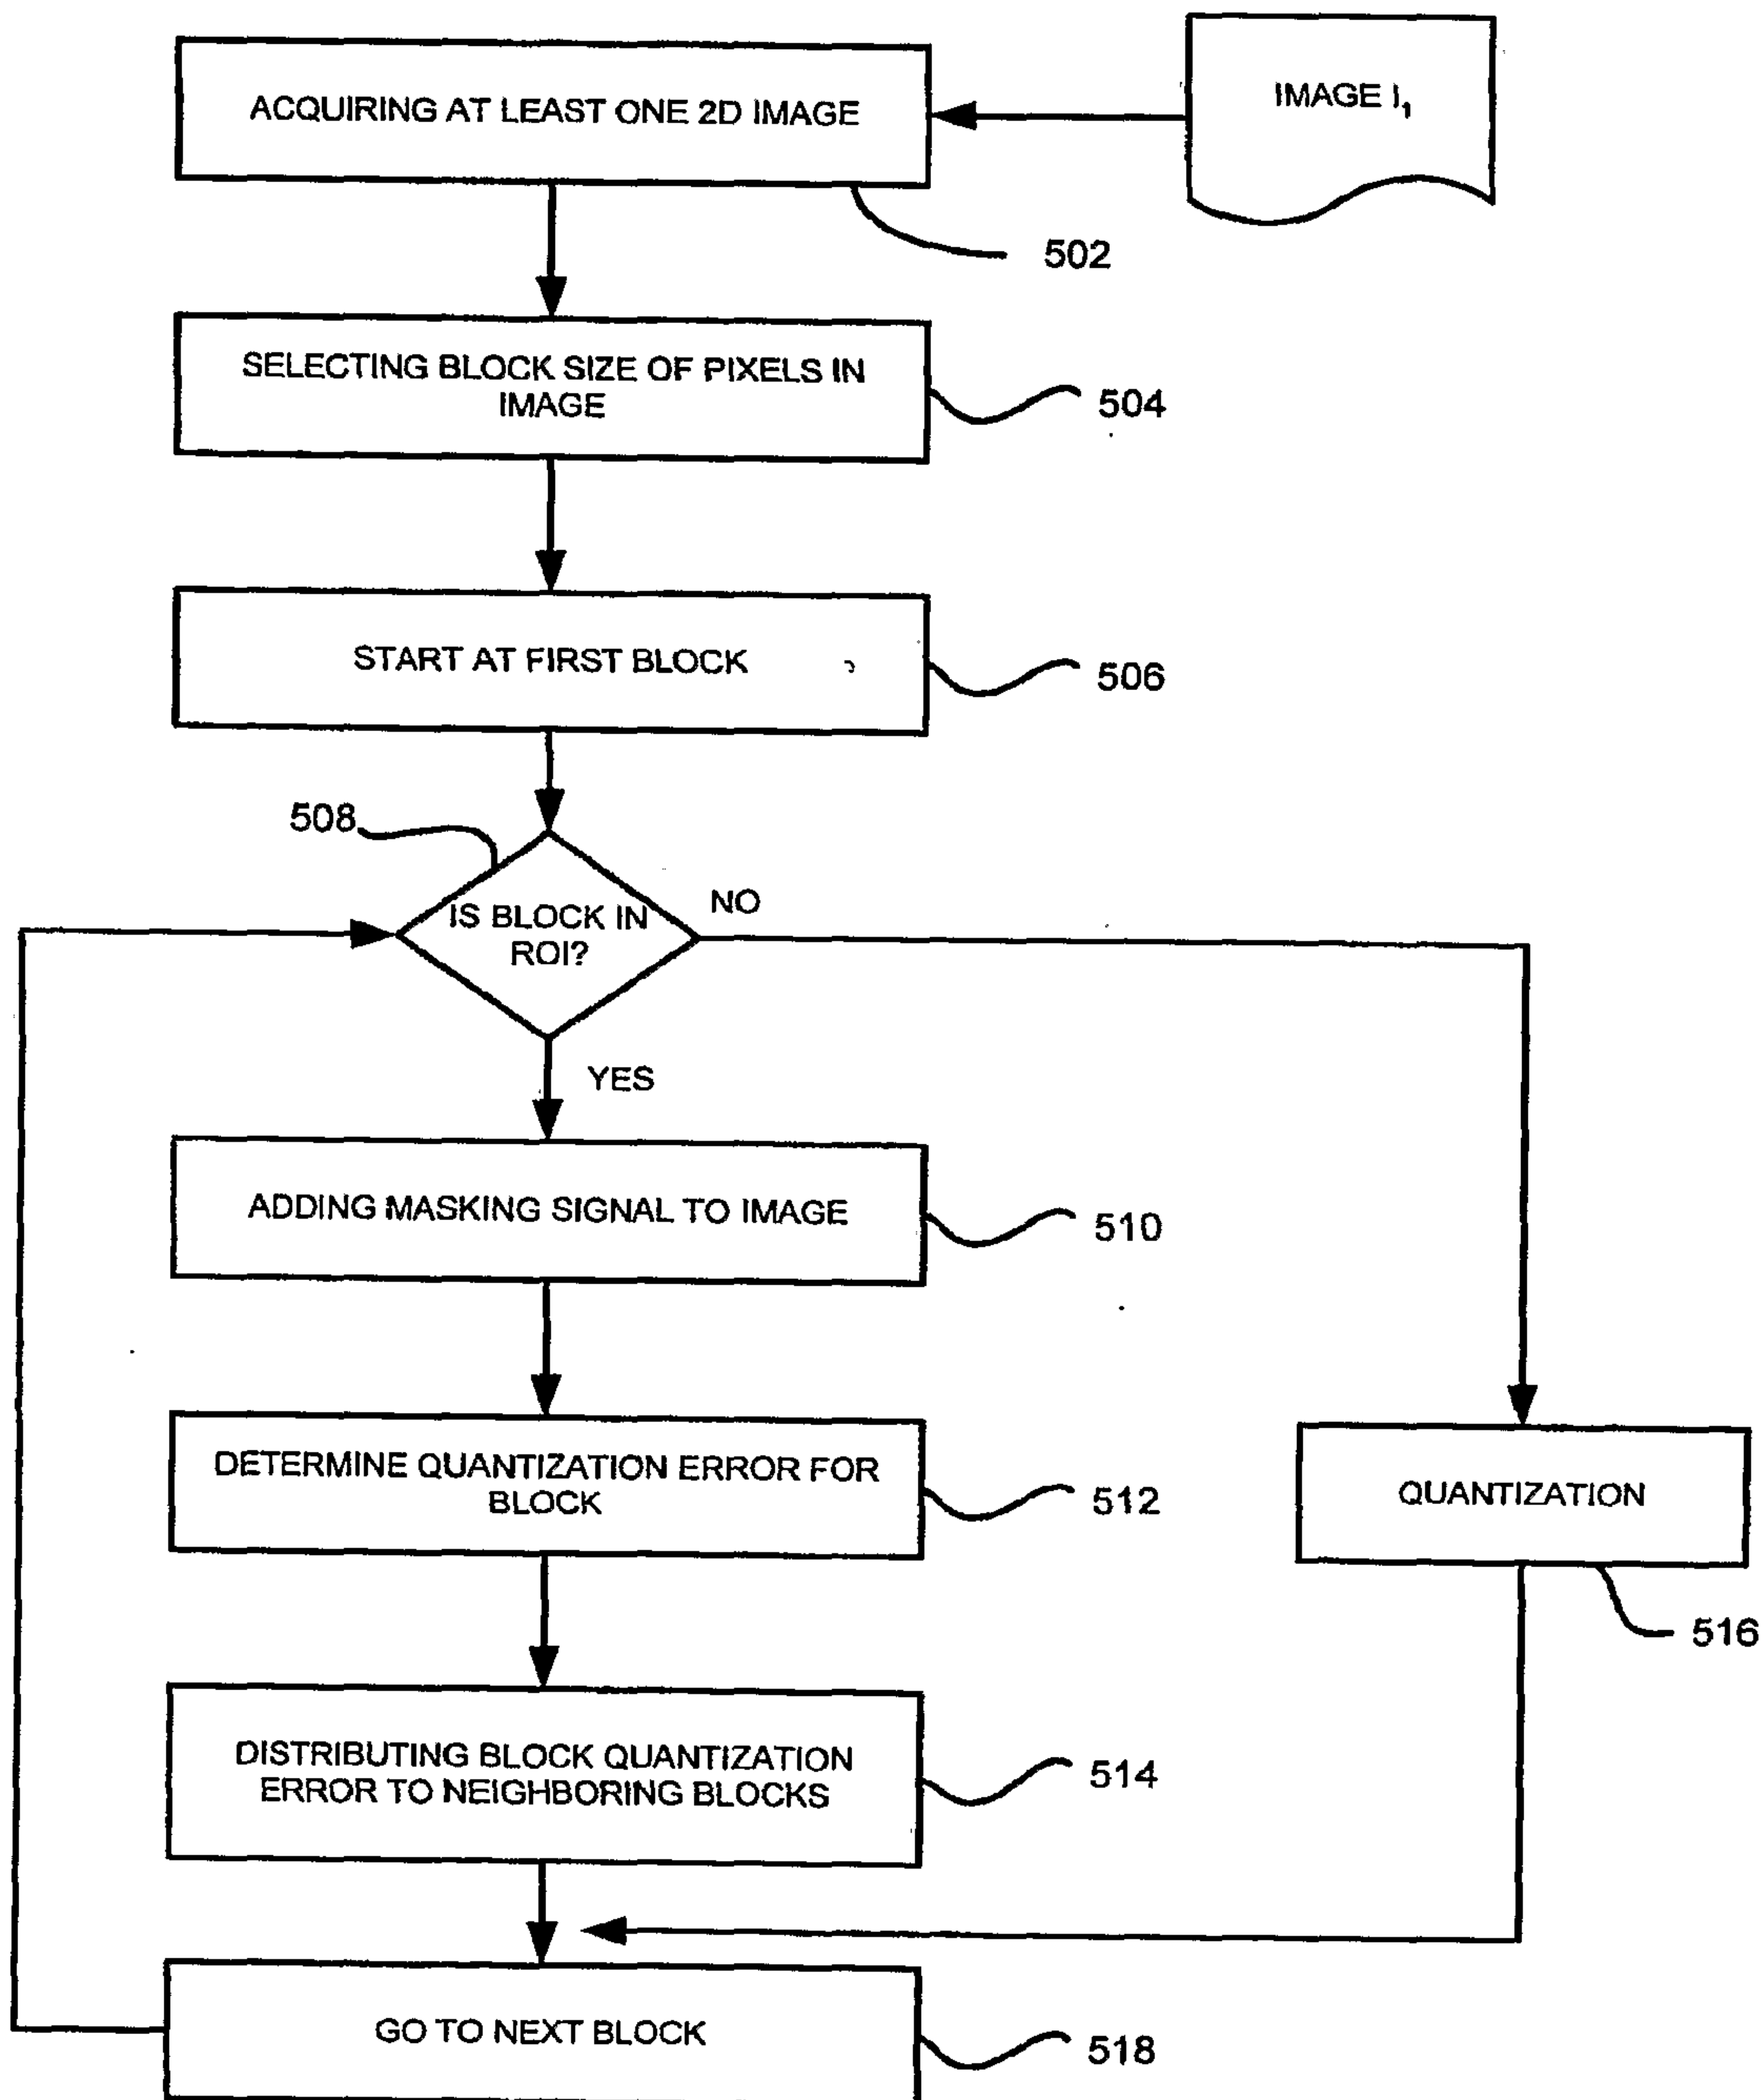 ACQUIRING AT LEAST ONE 2D IMAGE
IMAGE I₁
502
SELECTING BLOCK SIZE OF PIXELS IN
IMAGE
504
START AT FIRST BLOCK
506
508
IS BLOCK IN
ROI?
NO
YES
ADDING MASKING SIGNAL TO IMAGE
510
DETERMINE QUANTIZATION ERROR FOR
BLOCK
512
QUANTIZATION
516
DISTRIBUTING BLOCK QUANTIZATION
ERROR TO NEIGHBORING BLOCKS
514
GO TO NEXT BLOCK
518